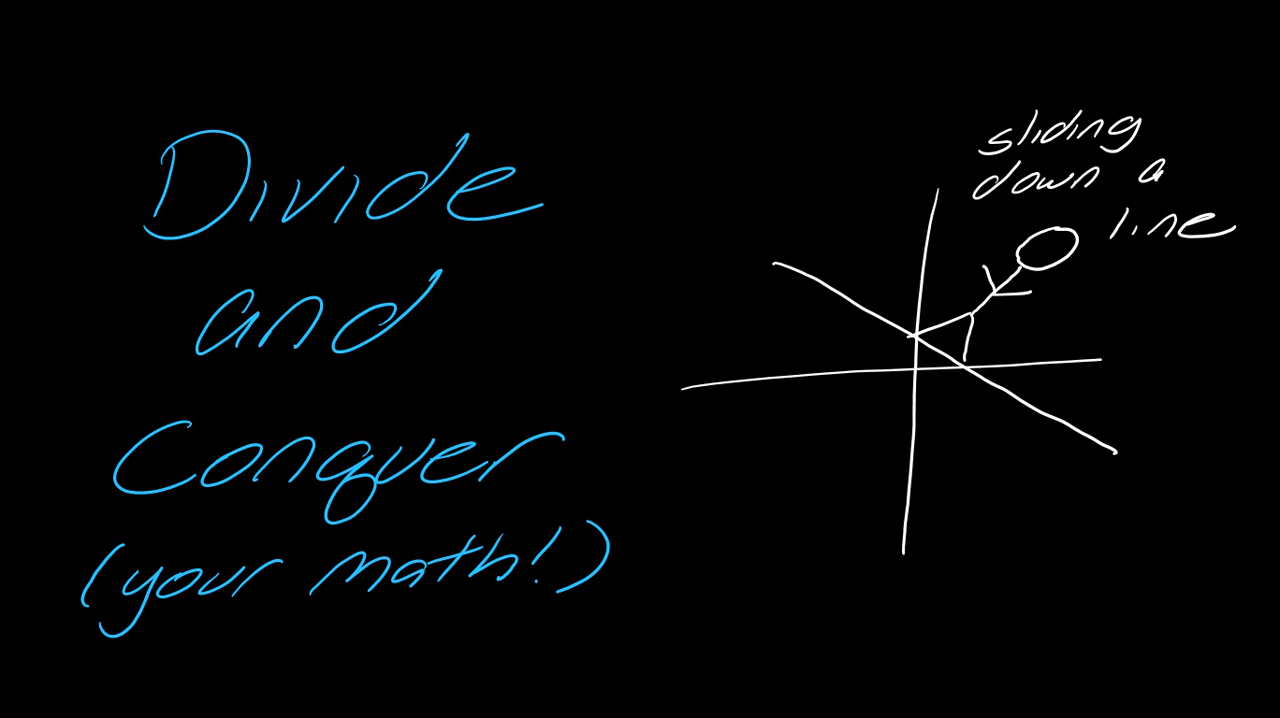 Divide
and
Conquer
(your math!)
sliding
down a
line